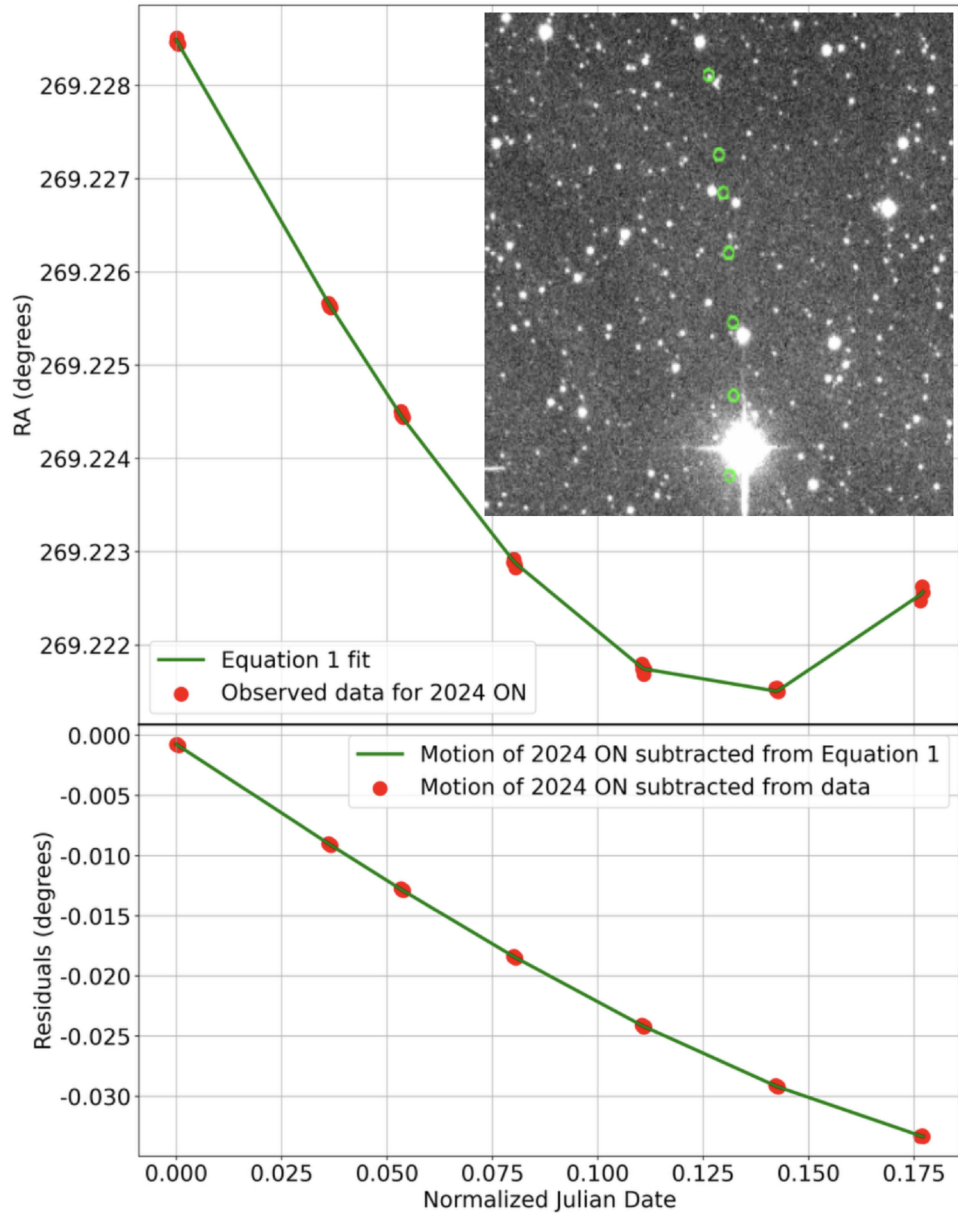 269.228
269.227
269.226
269.225
269.224
269.223
269.222
RA (degrees)
Equation 1 fit
Observed data for 2024 ON
0.000
-0.005
-0.010
-0.015
-0.020
-0.025
-0.030
Residuals (degrees)
Motion of 2024 ON subtracted from Equation 1
Motion of 2024 ON subtracted from data
0.000 0.025 0.050 0.075 0.100 0.125 0.150 0.175
Normalized Julian Date